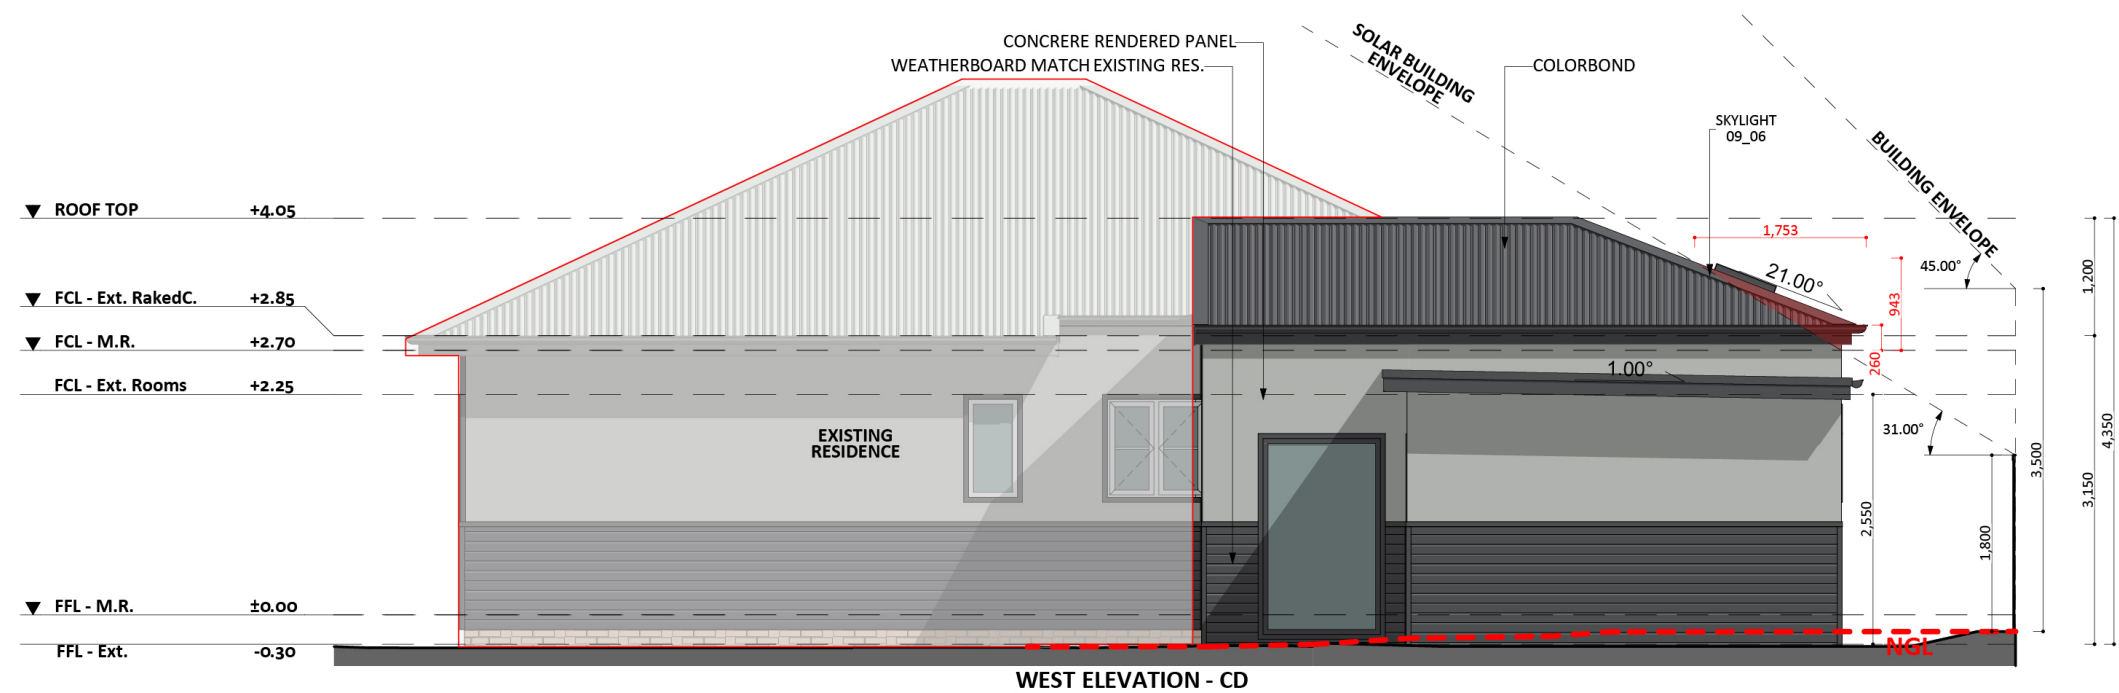 CONCRERE RENDERED PANEL
WEATHERBOARD MATCH EXISTING RES.
SOLAR BUILDING
ENVELOPE
COLORBOND
SKYLIGHT
09_06
BUILDING ENVELOPE
ROOF TOP +4.05
1,753
45.00°
21.00°
1,200
FCL - Ext. RakedC. +2.85
943
FCL - M.R. +2.70
260
1.00°
FCL - Ext. Rooms +2.25
31.00°
EXISTING
RESIDENCE
4,350
3,500
3,150
2,550
1,800
FFL - M.R. ±0.00
FFL - Ext. -0.30
NGL
WEST ELEVATION - CD